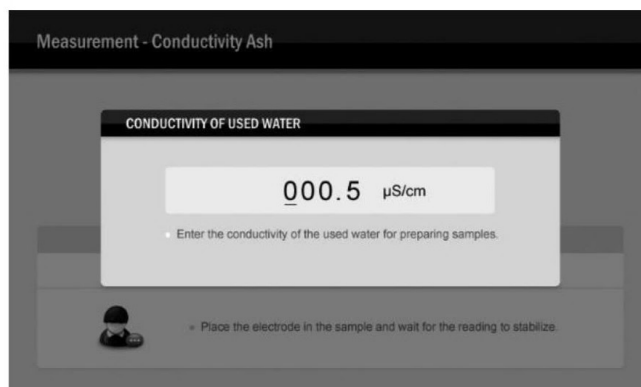 Measurement - Conductivity Ash
CONDUCTIVITY OF USED WATER
000.5 µS/cm
Enter the conductivity of the used water for preparing samples.
Place the electrode in the sample and wait for the reading to stabilize.